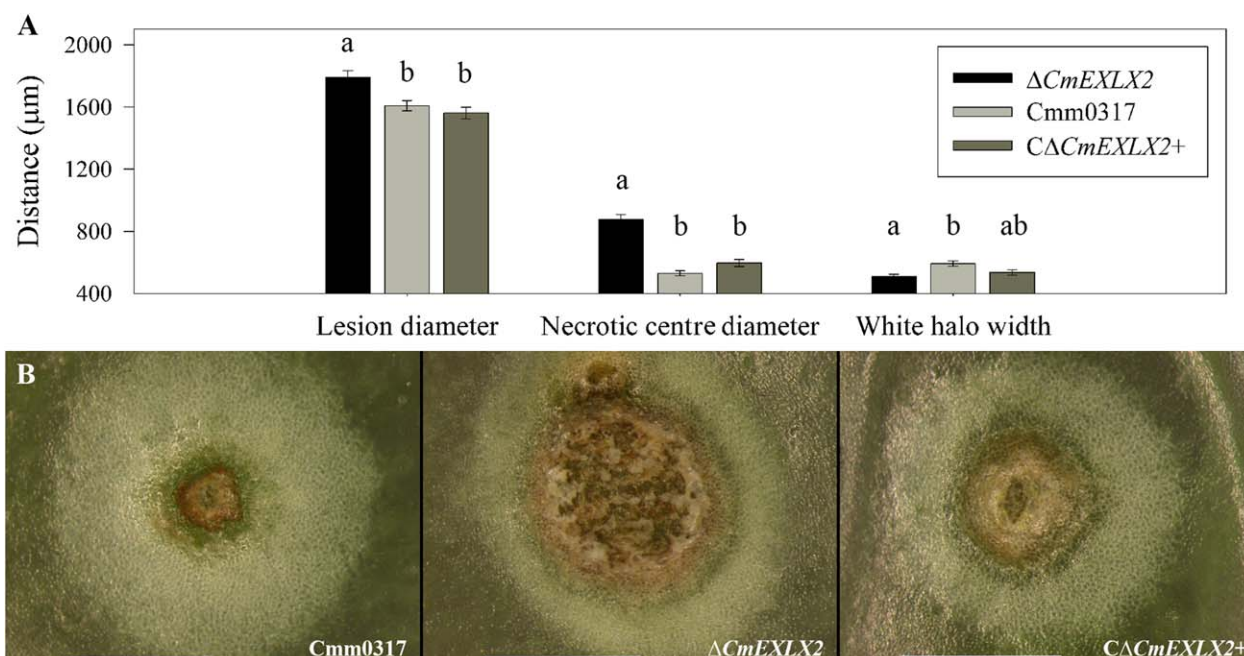 A
2000
1600
1200
800
400
Distance (μm)
a b b
a b b
a b ab
ΔCmEXLX2
Cmm0317
CΔCmEXLX2+
Lesion diameter Necrotic centre diameter White halo width
B
Cmm0317 ΔCmEXLX2 CΔCmEXLX2+